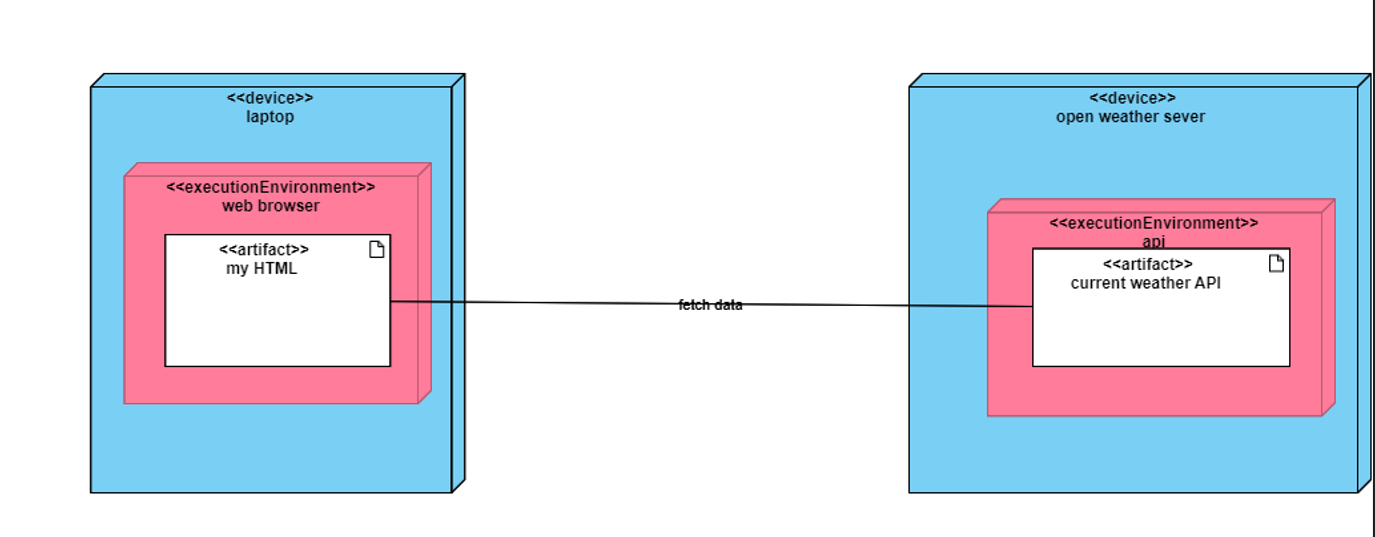 <<device>>
laptop
<<executionEnvironment>>
web browser
<<artifact>>
my HTML
fetch data
<<device>>
open weather sever
<<executionEnvironment>>
api
<<artifact>>
current weather API